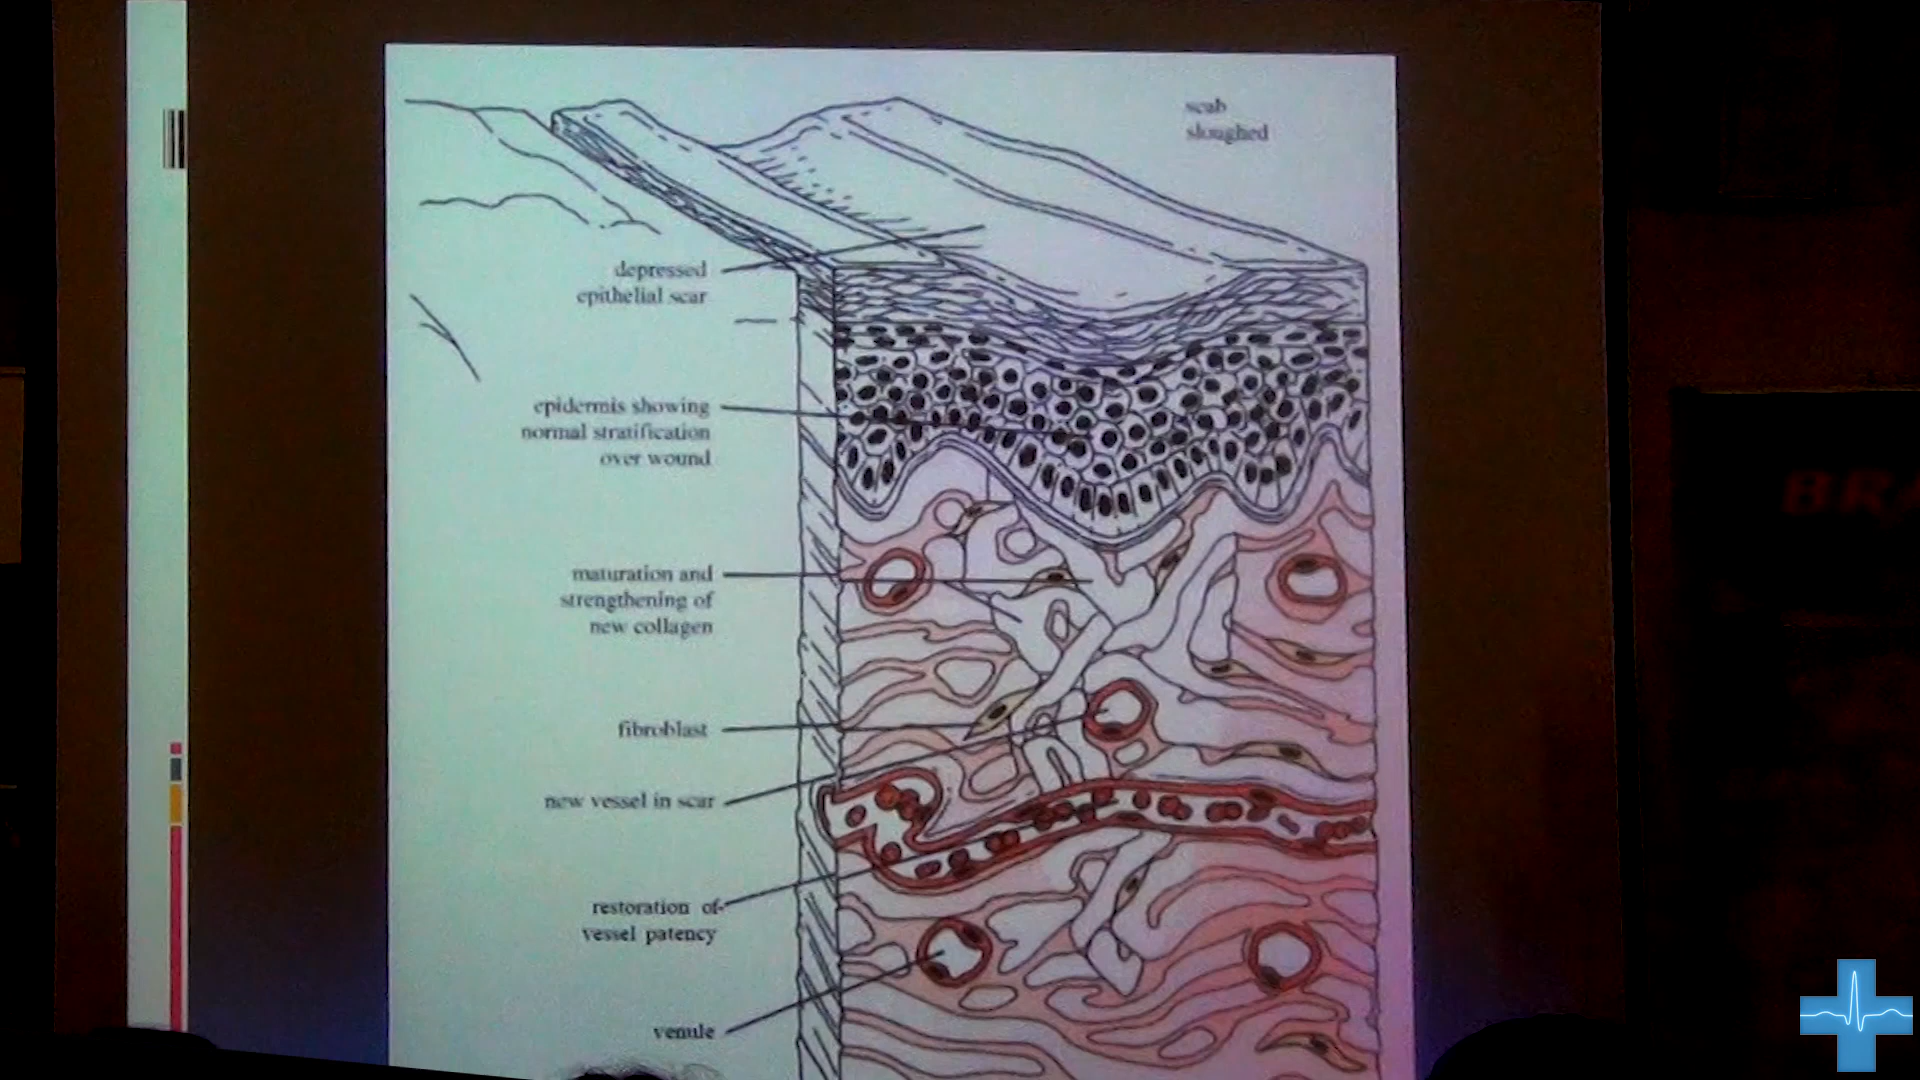 scab
sloughed
depressed
epithelial scar
epidermis showing
normal stratification
over wound
maturation and
strengthening of
new collagen
fibroblast
new vessel in scar
restoration of
vessel patency
venule
BRA